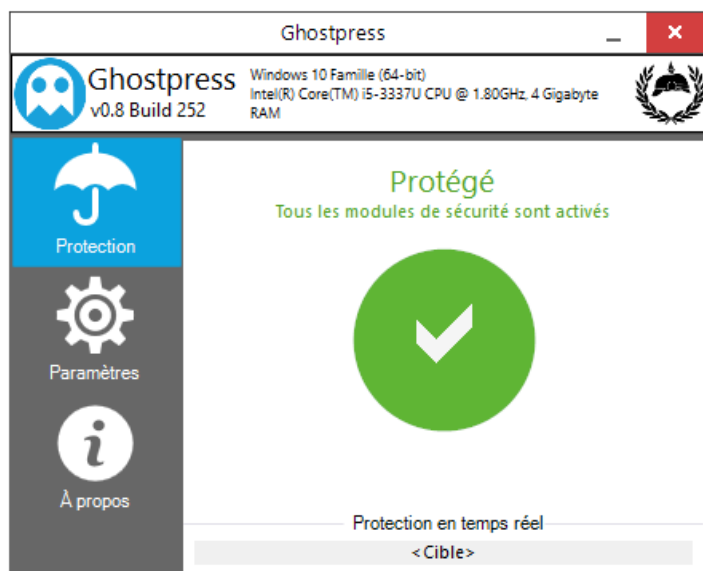 Ghostpress
Ghostpress
v0.8 Build 252
Windows 10 Famille (64-bit)
Intel(R) Core(TM) i5-3337U CPU @ 1.80GHz, 4 Gigabyte
RAM
Protection
Paramètres
À propos
Protégé
Tous les modules de sécurité sont activés
Protection en temps réel
<Cible>